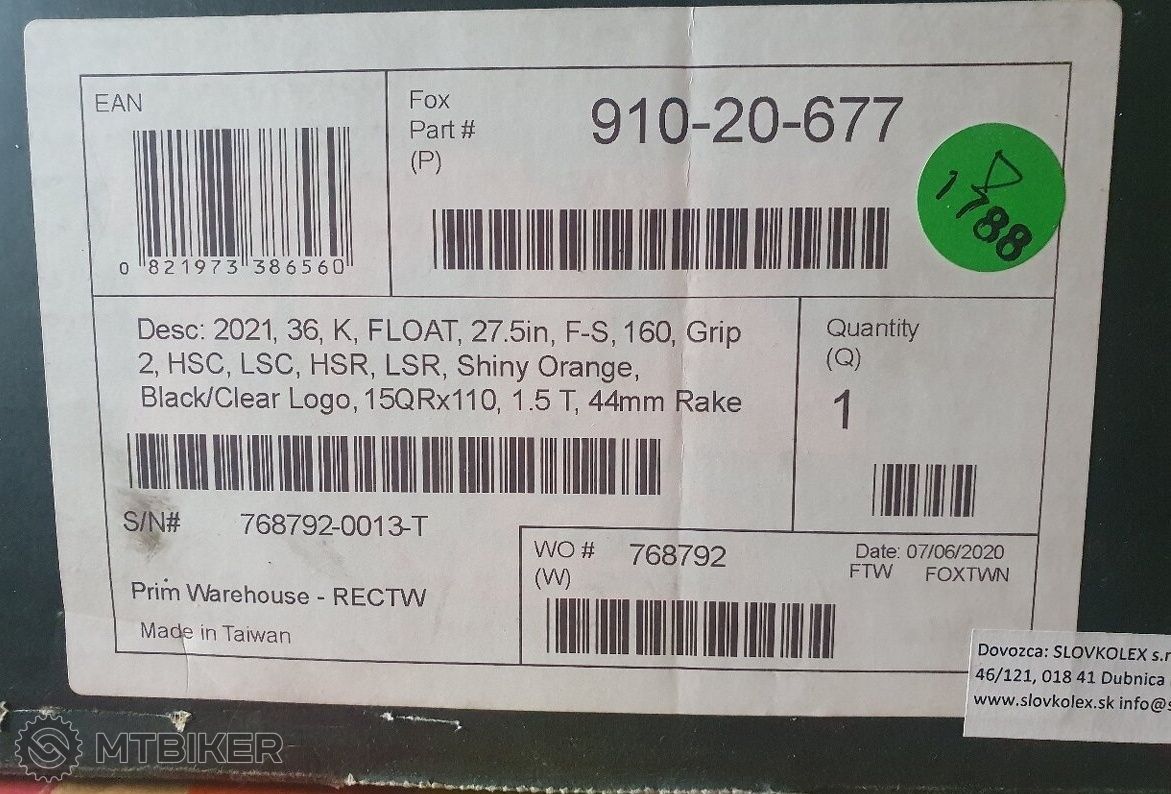 EAN
0 821973 386560
Fox
Part #
(P)
910-20-677
1788
Desc: 2021, 36, K, FLOAT, 27.5in, F-S, 160, Grip
2, HSC, LSC, HSR, LSR, Shiny Orange,
Black/Clear Logo, 15QRx110, 1.5 T, 44mm Rake
Quantity
(Q)
1
S/N# 768792-0013-T
Prim Warehouse - RECTW
Made in Taiwan
WO # 768792
(W)
Date: 07/06/2020
FTW FOXTWN
Dovozca: SLOVKOLEX s.r
46/121, 018 41 Dubnica
www.slovkolex.sk info@s
MTBIKER